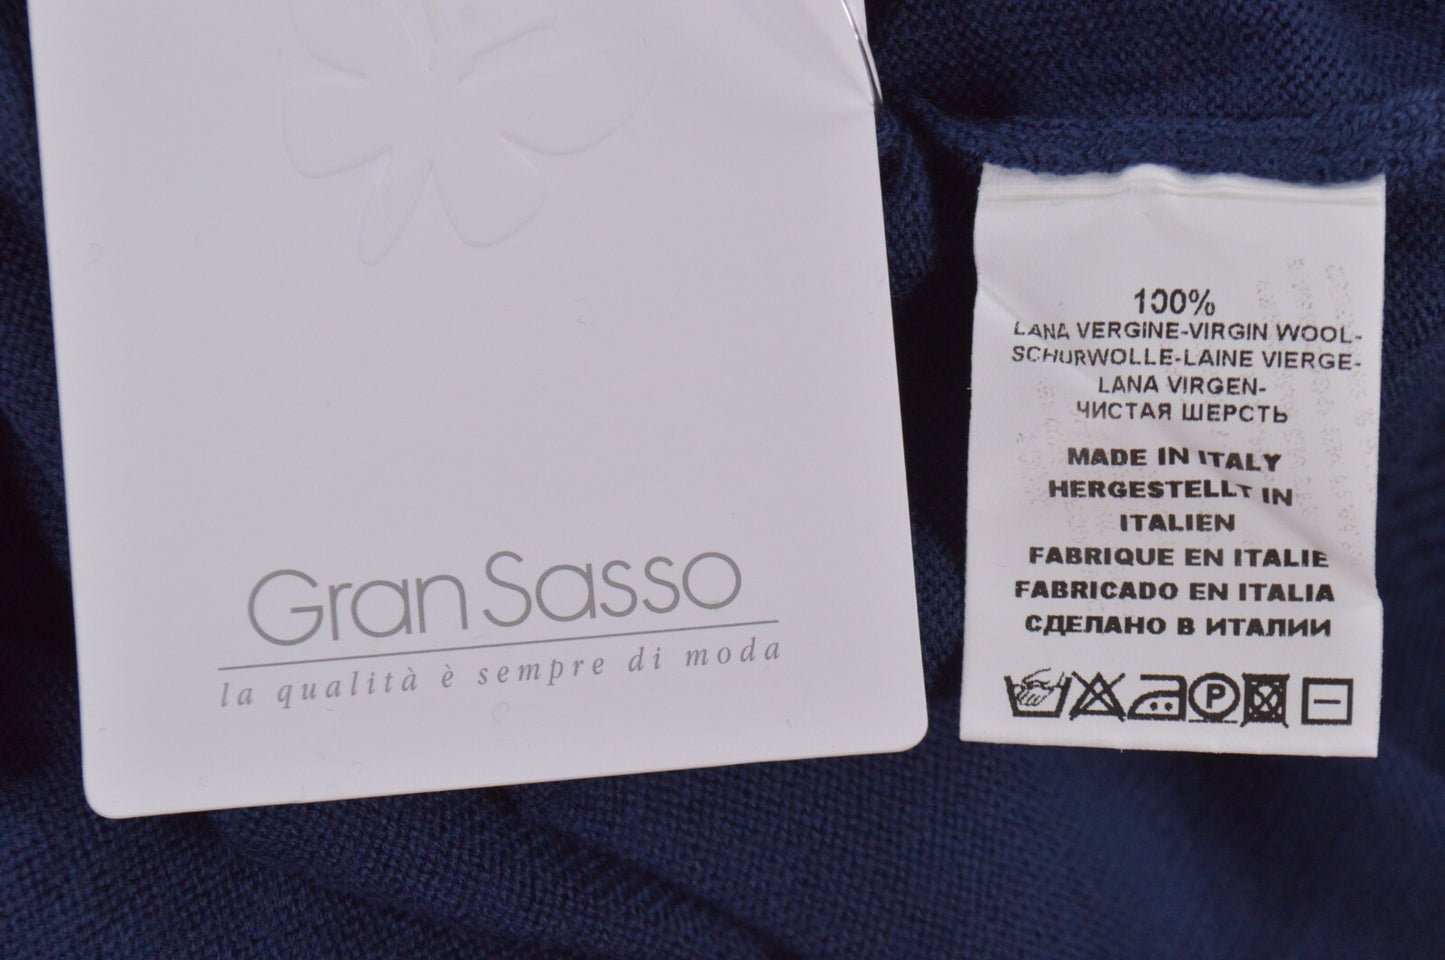 Gran Sasso
la qualità è sempre di moda
100%
LANA VERGINE-VIRGIN WOOL-
SCHURWOLLE-LAINE VIERGE-
LANA VIRGEN-
ЧИСТАЯ ШЕРСТЬ
MADE IN ITALY
HERGESTELLT IN
ITALIEN
FABRIQUE EN ITALIE
FABRICADO EN ITALIA
СДЕЛАНО В ИТАЛИИ
P